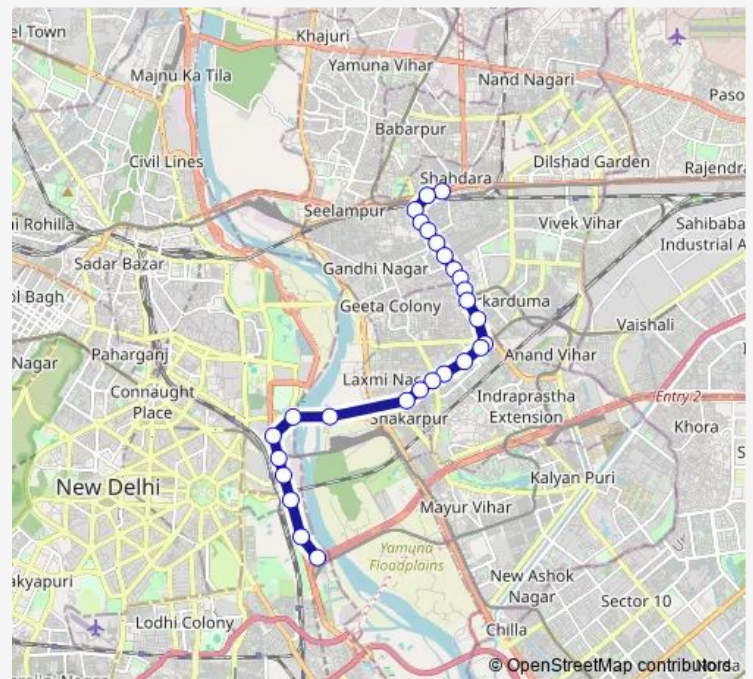 el Town
Khajuri
Majnu Ka Tila
Yamuna Vihar
Nand Nagari
Paso
Babarpur
Civil Lines
Dilshad Garden
Shahdara
Rajendra
Seelampur
Rohilla
Vivek Vihar
Sahibaba
Industrial A
Sadar Bazar
Gandhi Nagar
ol Bagh
Geeta Colony
rkarduma
Vaishali
Nagar
Paharganj
Anand Vihar
Laxmi Nag
Connaught
Place
Indraprastha
Extension
Entry 2
Shakarpur
Khora
New Delhi
Kalyan Puri
Mayur Vihar
Yamuna
Floodplains
New Ashok
Nagar
Sector 10
akyapuri
Lodhi Colony
Chilla
© OpenStreetMap contributors